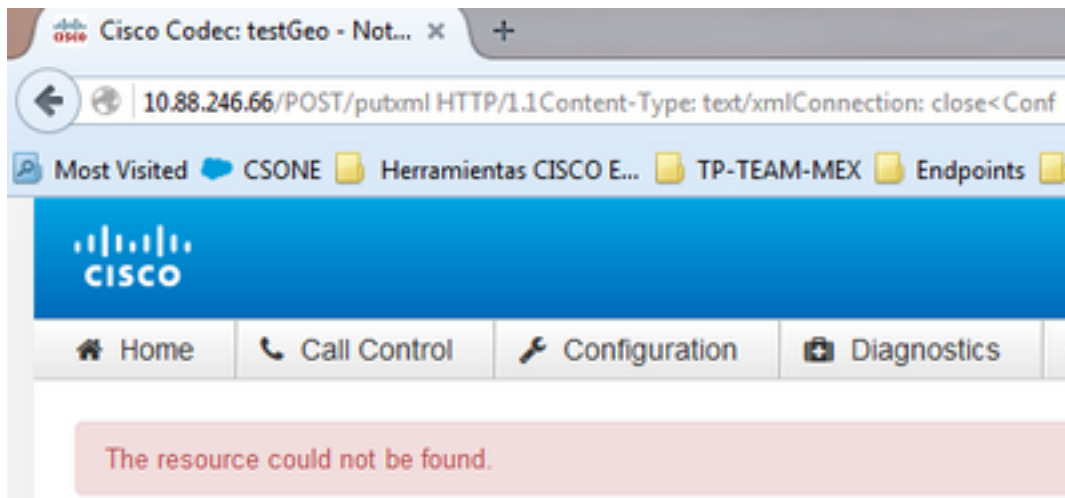 Cisco Codec: testGeo - Not... × +
10.88.246.66/POST/putxml HTTP/1.1Content-Type: text/xmlConnection: close<Conf
Most Visited CSONE Herramientas CISCO E... TP-TEAM-MEX Endpoints
CISCO
Home Call Control Configuration Diagnostics
The resource could not be found.